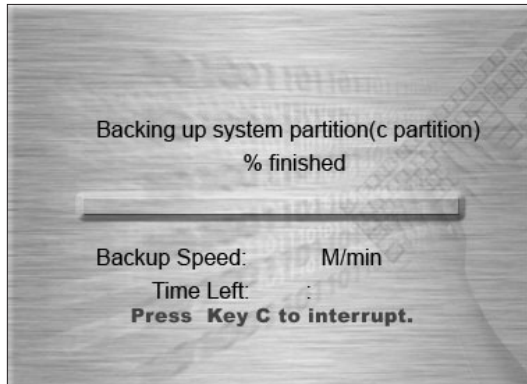 Backing up system partition(c partition)
% finished
Backup Speed: M/min
Time Left: :
Press Key C to interrupt.